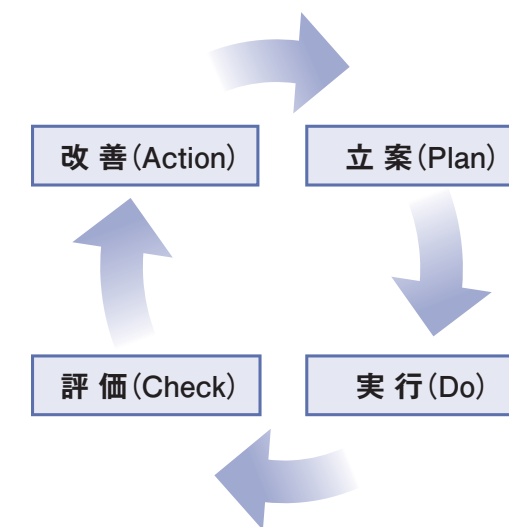 改 善（Action）
立 案（Plan）
評 価（Check）
実 行（Do）